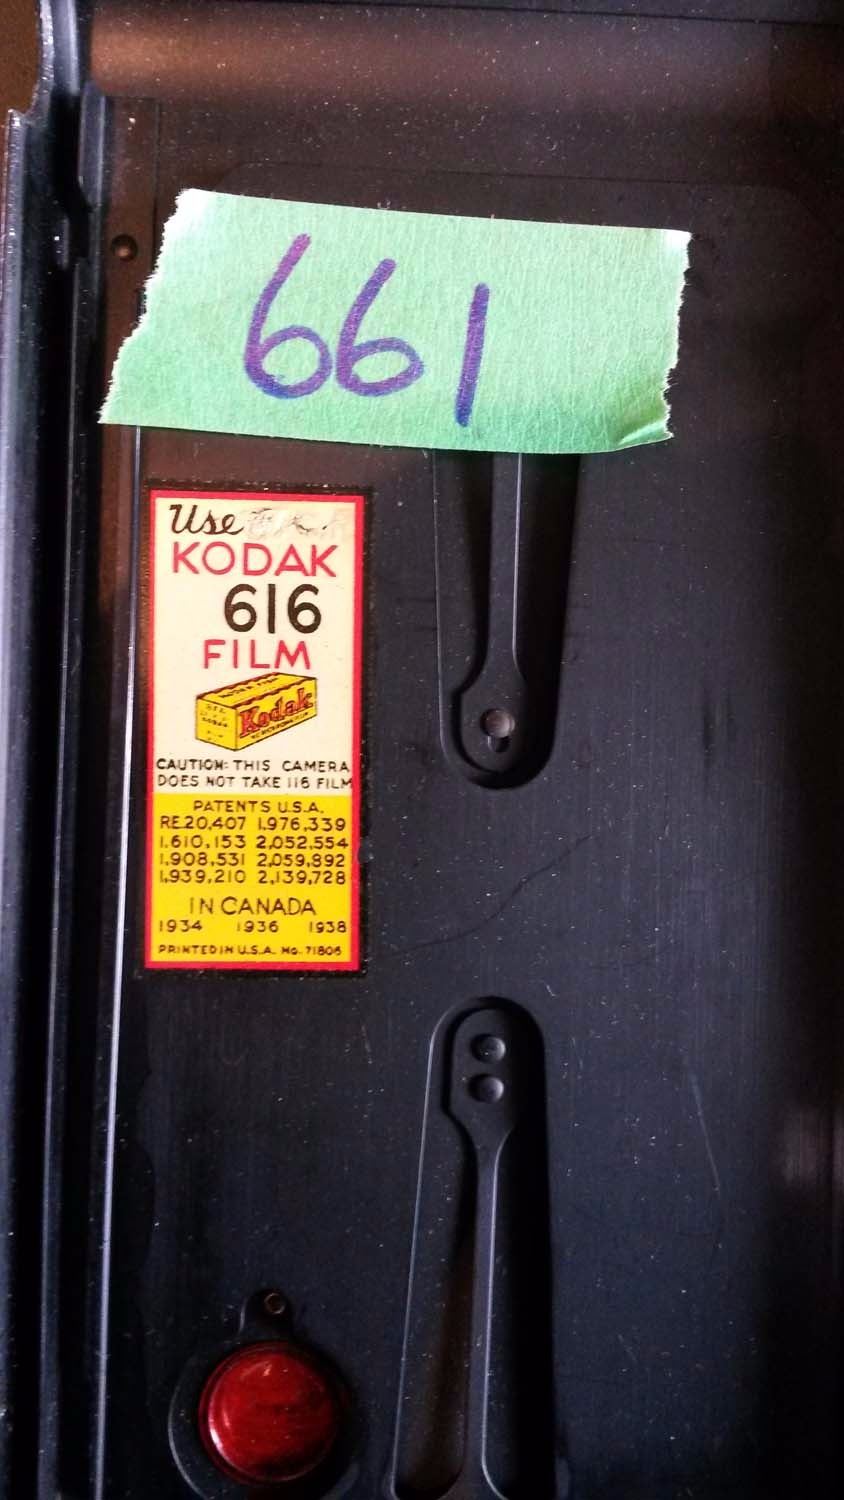 661
Use
KODAK
616
FILM
Kodak
CAUTION: THIS CAMERA
DOES NOT TAKE 116 FILM
PATENTS U.S.A.
RE.20,407 1,976,339
1,610,153 2,052,554
1,908,531 2,059,892
1,939,210 2,139,728
IN CANADA
1934 1936 1938
PRINTED IN U.S.A. No. 71806